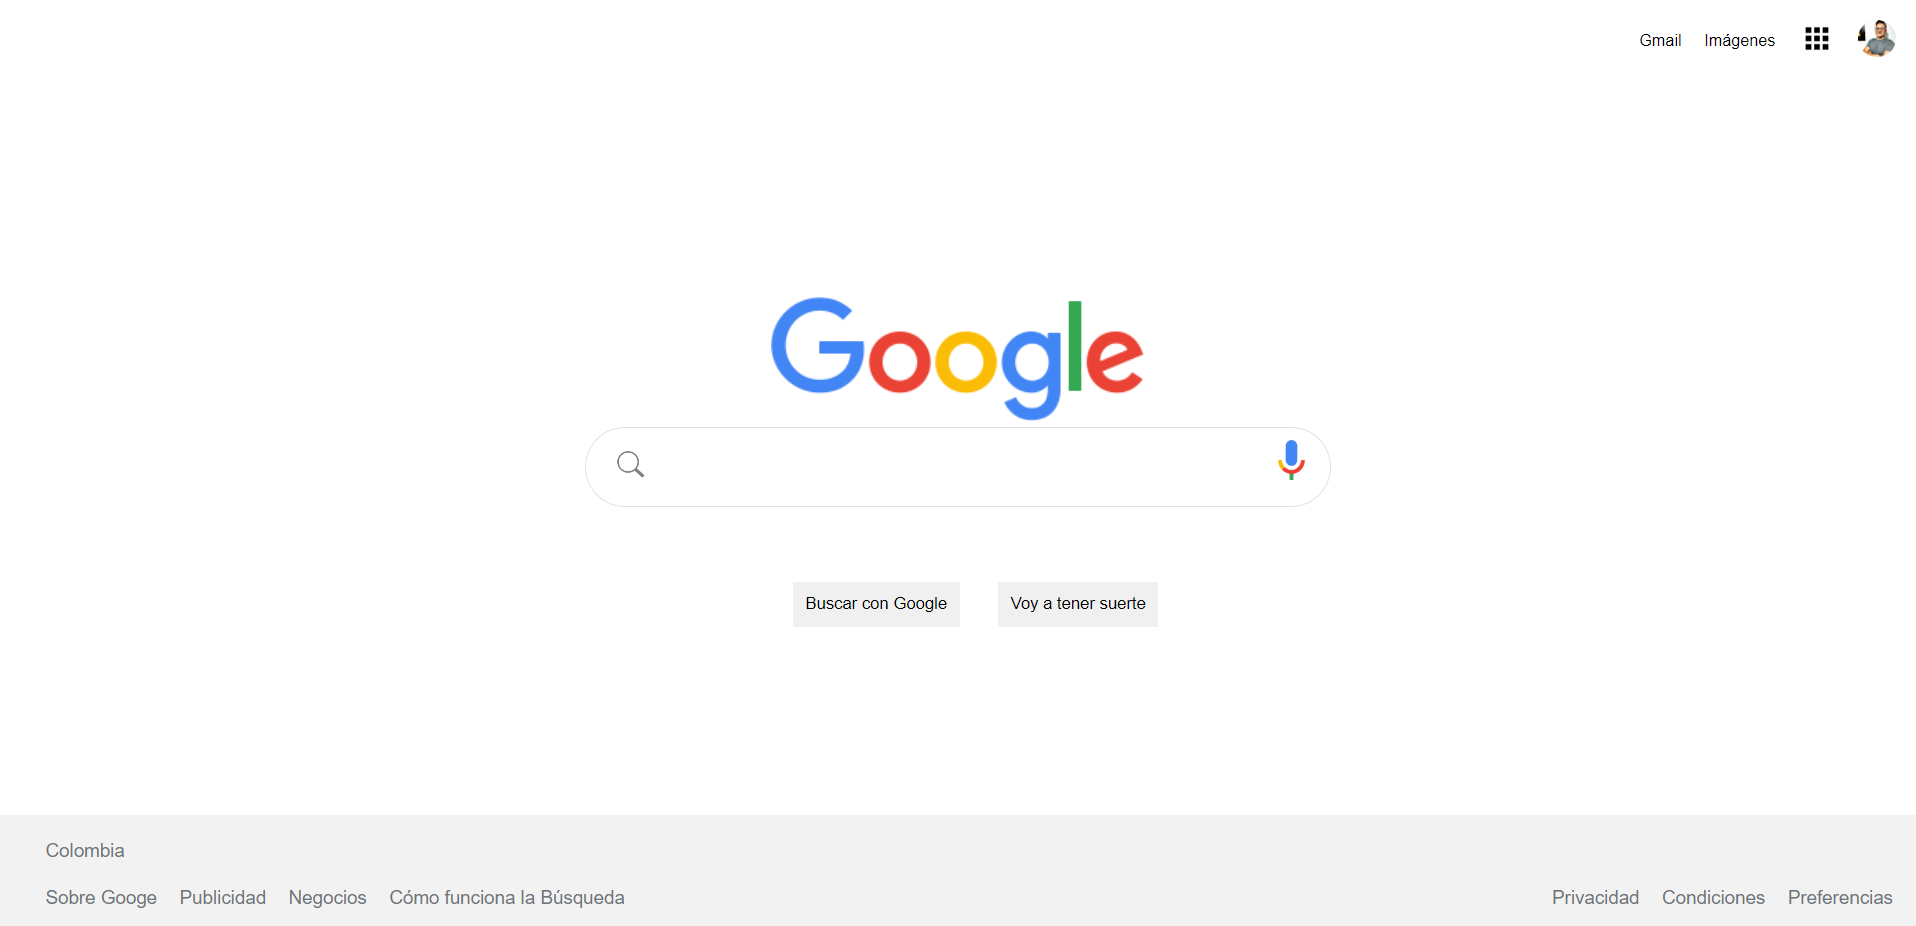 Gmail Imágenes
Google
Buscar con Google Voy a tener suerte
Colombia
Sobre Googe Publicidad Negocios Cómo funciona la Búsqueda Privacidad Condiciones Preferencias